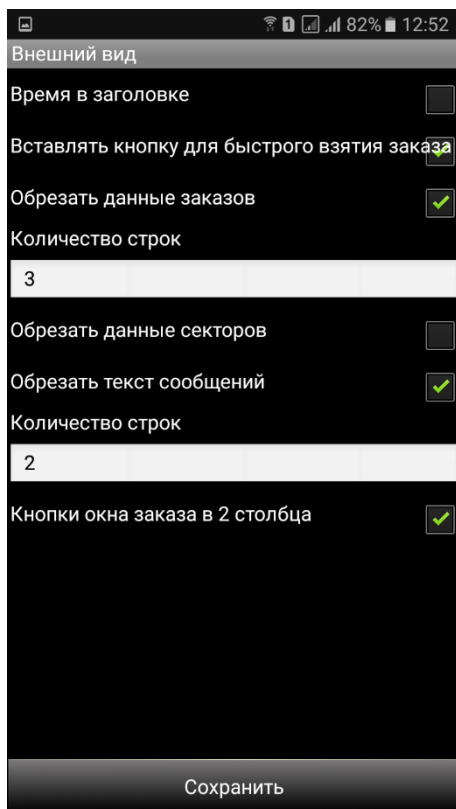 1 82% 12:52
Внешний вид
Время в заголовке
Вставлять кнопку для быстрого взятия заказа
Обрезать данные заказов
Количество строк
3
Обрезать данные секторов
Обрезать текст сообщений
Количество строк
2
Кнопки окна заказа в 2 столбца
Сохранить